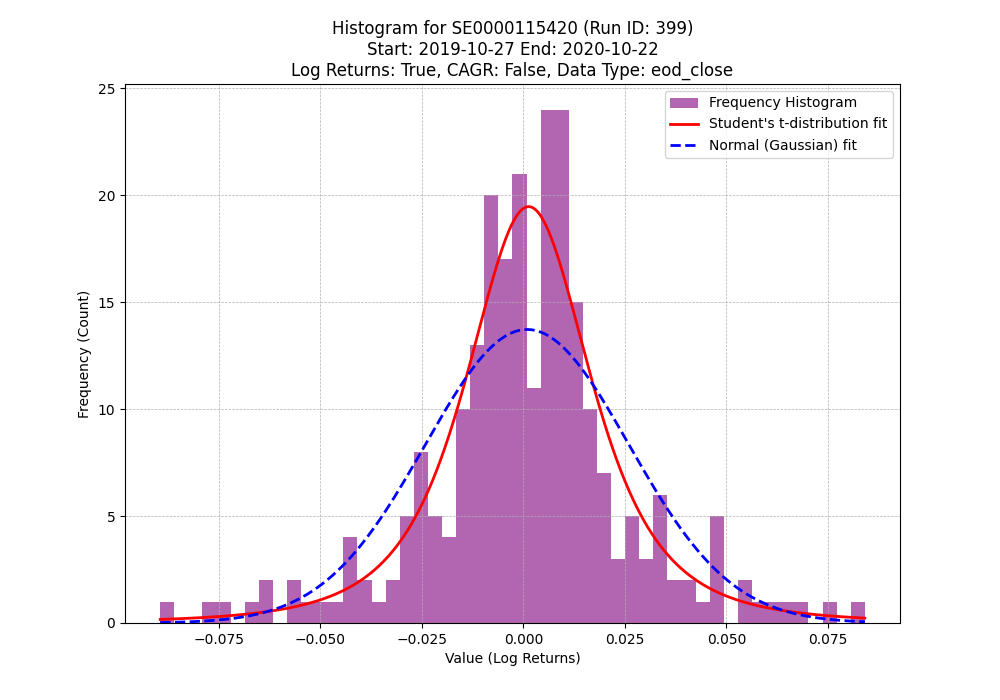 Histogram for SE0000115420 (Run ID: 399)
Start: 2019-10-27 End: 2020-10-22
Log Returns: True, CAGR: False, Data Type: eod_close
Frequency Histogram
Student's t-distribution fit
Normal (Gaussian) fit
Frequency (Count)
25
20
15
10
5
0
−0.075
−0.050
−0.025
0.000
0.025
0.050
0.075
Value (Log Returns)